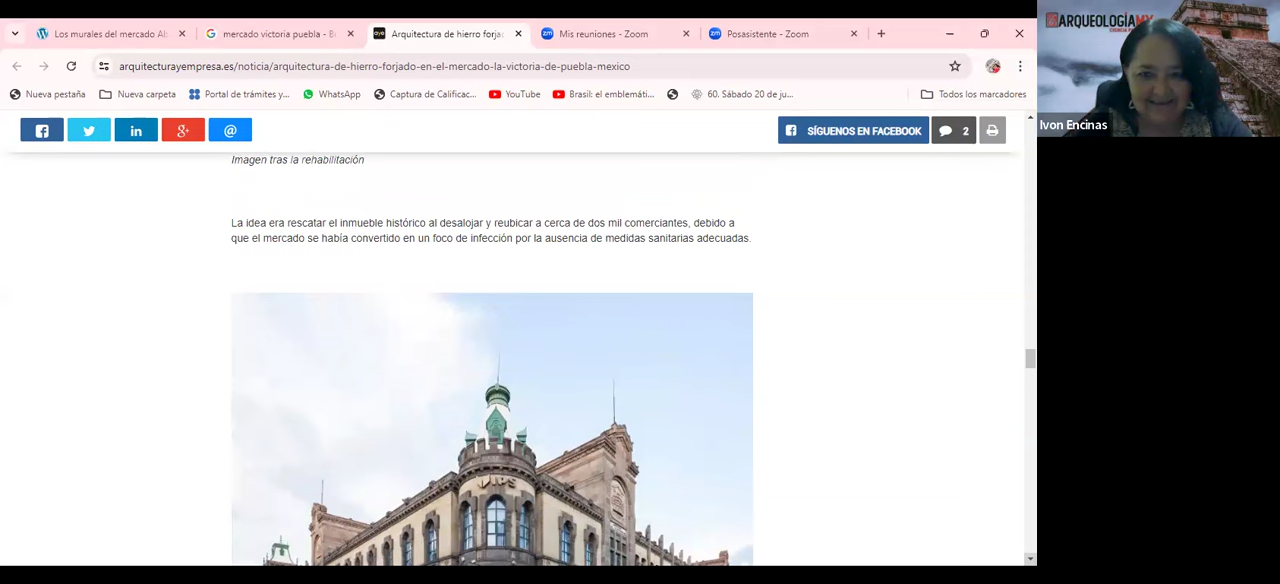 Los murales del mercado Ab
mercado victoria puebla - B
Arquitectura de hierro forja
Mis reuniones - Zoom
Posasistente - Zoom
arquitecturayempresa.es/noticia/arquitectura-de-hierro-forjado-en-el-mercado-la-victoria-de-puebla-mexico
Nueva pestaña
Nueva carpeta
Portal de trámites y...
WhatsApp
Captura de Calificac...
YouTube
Brasil: el emblemáti...
60. Sábado 20 de ju...
Todos los marcadores
SÍGUENOS EN FACEBOOK
2
Imagen tras la rehabilitación
La idea era rescatar el inmueble histórico al desalojar y reubicar a cerca de dos mil comerciantes, debido a
que el mercado se había convertido en un foco de infección por la ausencia de medidas sanitarias adecuadas.
VIPS
ARQUEOLOGÍAMX
Ivon Encinas